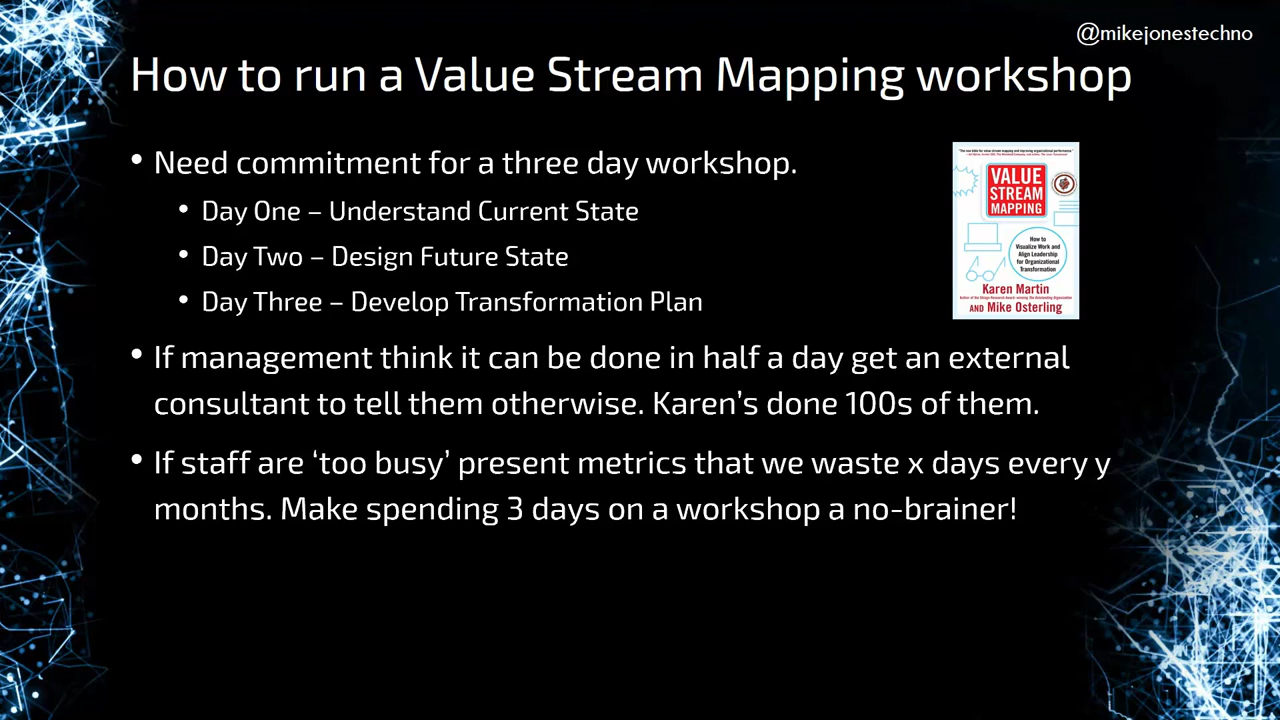 @mikejonestechno
How to run a Value Stream Mapping workshop
• Need commitment for a three day workshop.
• Day One – Understand Current State
• Day Two – Design Future State
• Day Three – Develop Transformation Plan
• If management think it can be done in half a day get an external
consultant to tell them otherwise. Karen’s done 100s of them.
• If staff are ‘too busy’ present metrics that we waste x days every y
months. Make spending 3 days on a workshop a no-brainer!
VALUE
STREAM
MAPPING
How to
Visualize Work and
Align Leadership
for Organizational
Transformation
Karen Martin
AND Mike Osterling